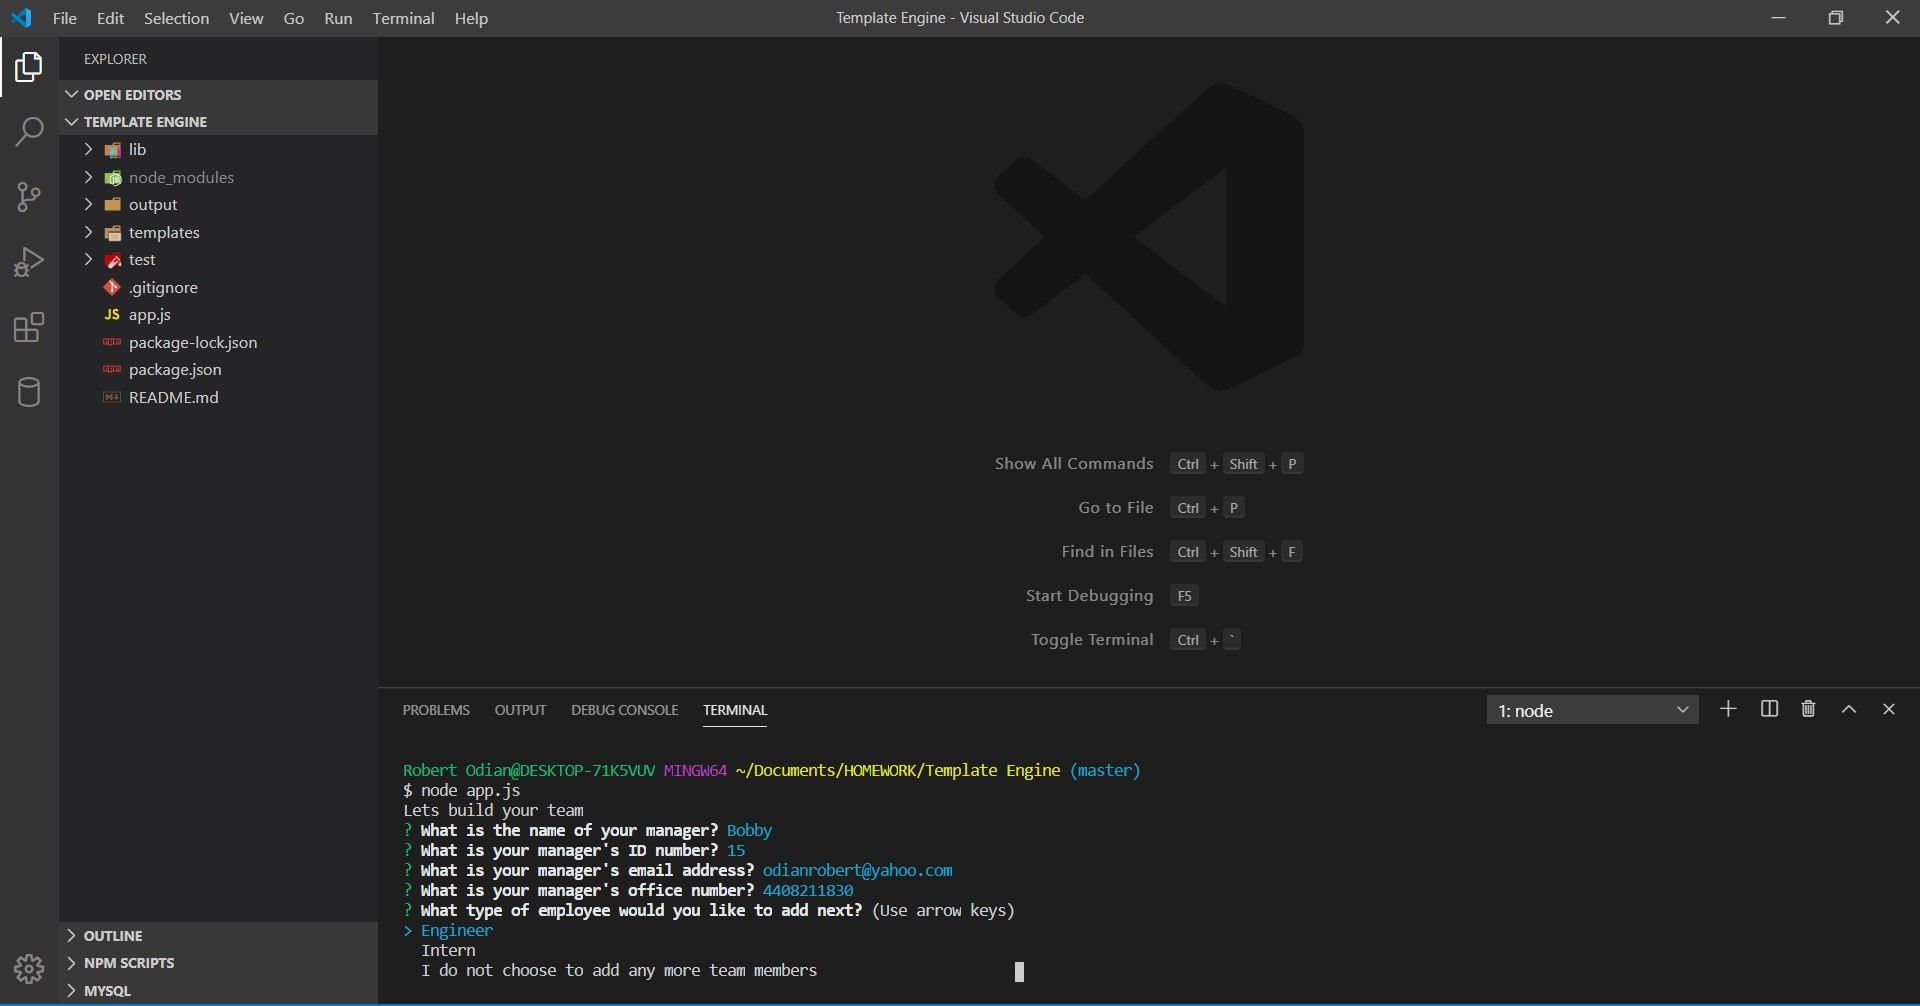 File Edit Selection View Go Run Terminal Help
Template Engine - Visual Studio Code
EXPLORER
OPEN EDITORS
TEMPLATE ENGINE
lib
node_modules
output
templates
test
.gitignore
JS app.js
package-lock.json
package.json
README.md
OUTLINE
NPM SCRIPTS
MYSQL
Show All Commands Ctrl + Shift + P
Go to File Ctrl + P
Find in Files Ctrl + Shift + F
Start Debugging F5
Toggle Terminal Ctrl + `
PROBLEMS OUTPUT DEBUG CONSOLE TERMINAL
1: node
Robert Odian@DESKTOP-71K5VUV MINGW64 ~/Documents/HOMEWORK/Template Engine (master)
$ node app.js
Lets build your team
? What is the name of your manager? Bobby
? What is your manager's ID number? 15
? What is your manager's email address? odianrobert@yahoo.com
? What is your manager's office number? 4408211830
? What type of employee would you like to add next? (Use arrow keys)
> Engineer
Intern
I do not choose to add any more team members